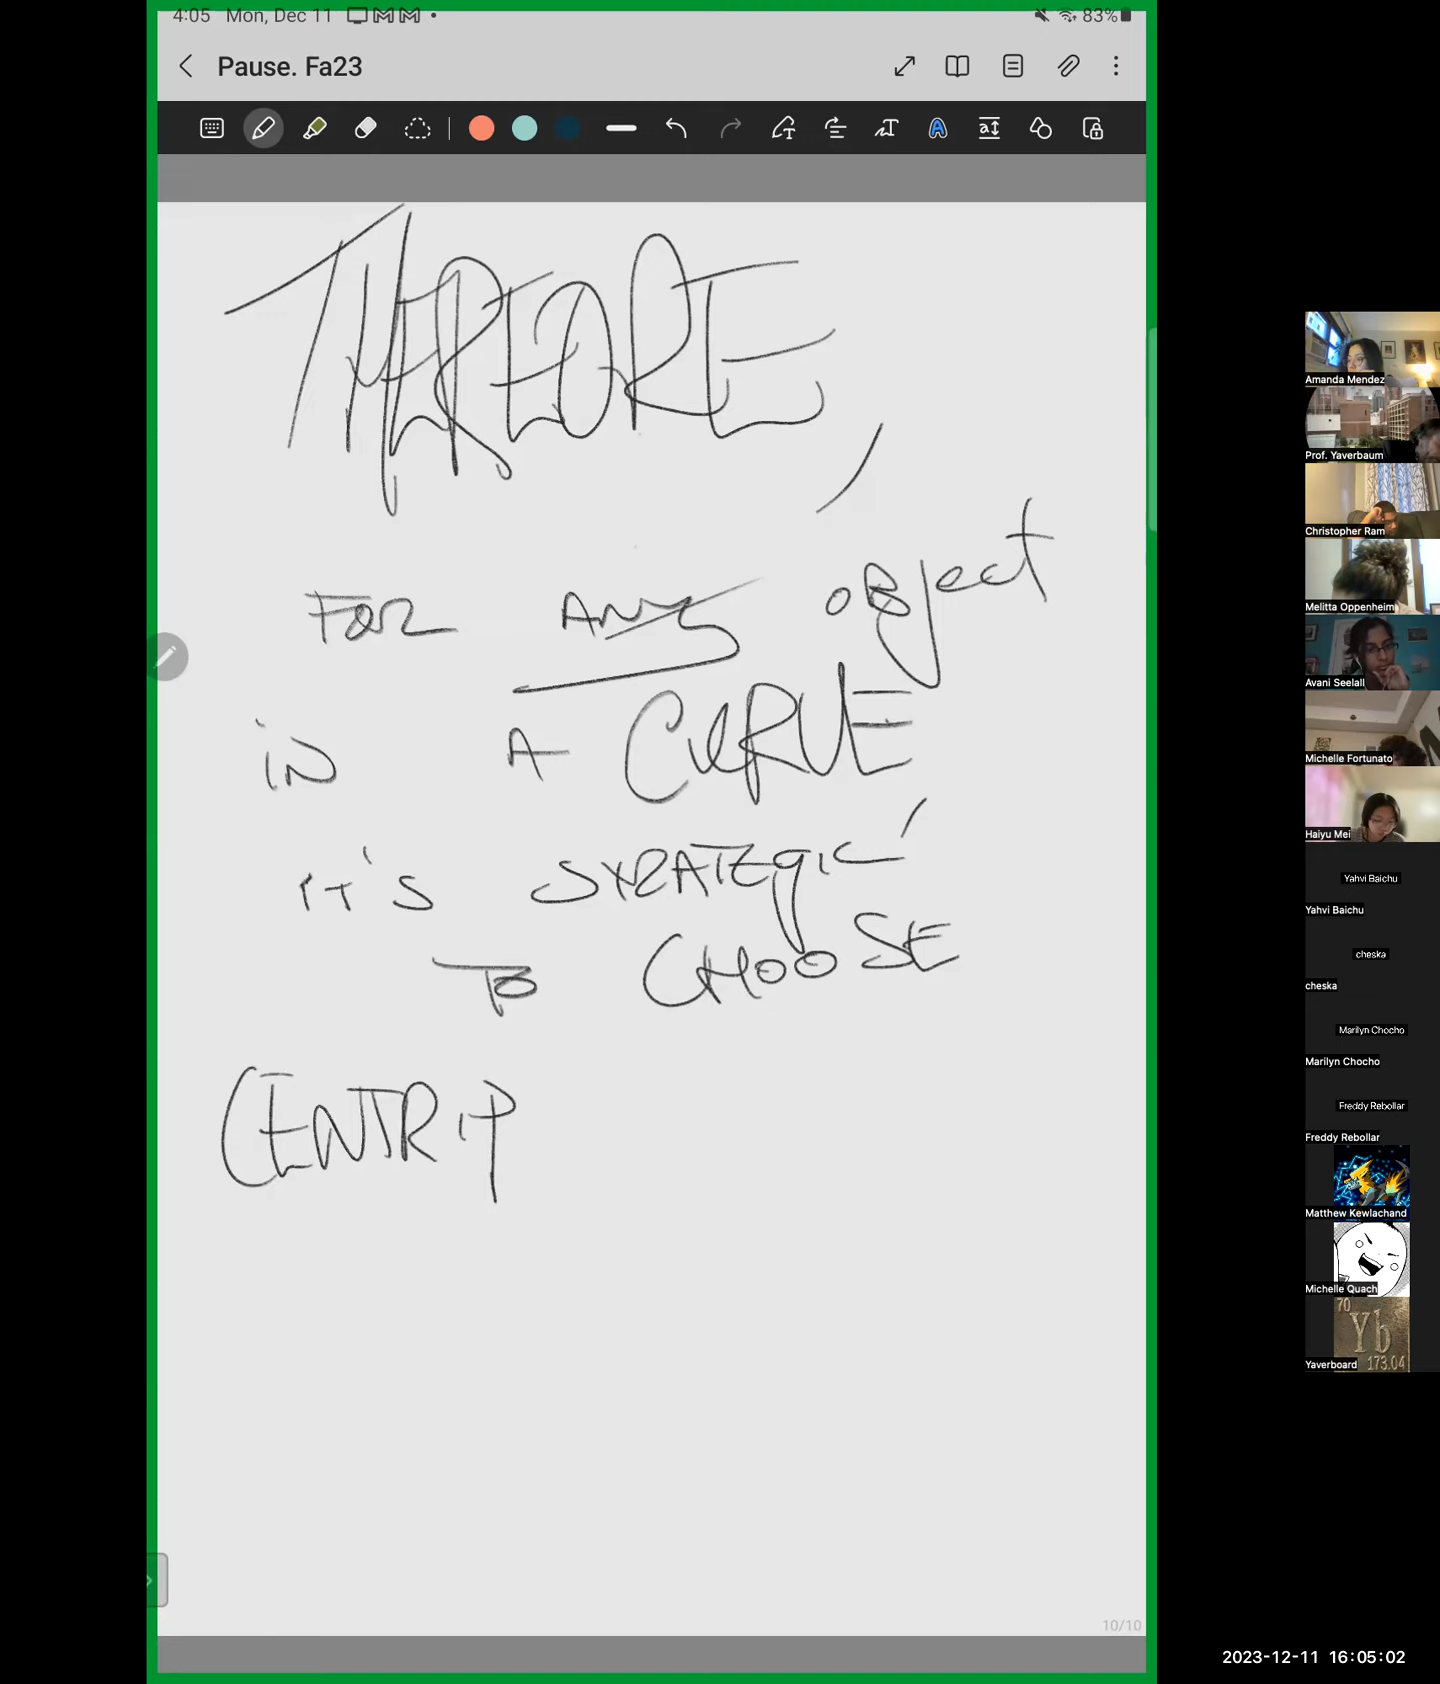 4:05 Mon, Dec 11
83%
Pause. Fa23
THEREFORE,
FOR ANY OBject
iN A CURVE,
iT'S STRATEgIC
TO CHOOSE
CENTRIP
10/10
Amanda Mendez
Prof. Yaverbaum
Christopher Ram
Melitta Oppenheim
Avani Seelall
Michelle Fortunato
Haiyu Mei
Yahvi Baichu
Yahvi Baichu
cheska
cheska
Marilyn Chocho
Marilyn Chocho
Freddy Rebollar
Freddy Rebollar
Matthew Kewlachand
Michelle Quach
70
Yb
Yaverboard 173.04
2023-12-11 16:05:02